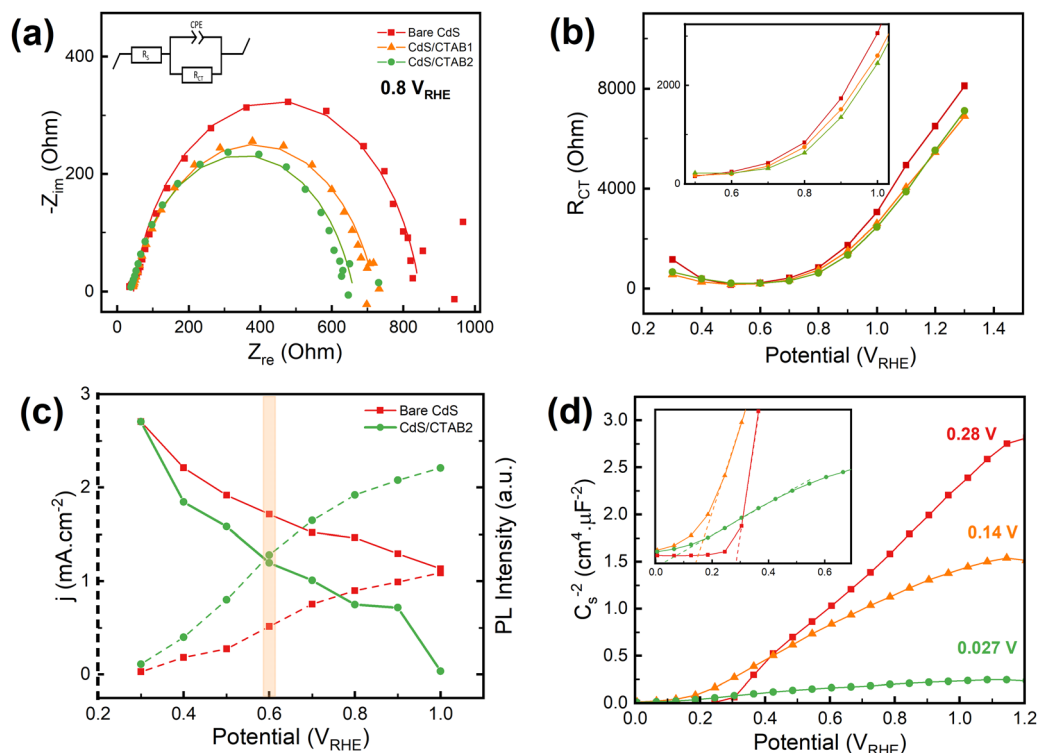 (a)
400
200
0
-Z_im (Ohm)
0 200 400 600 800 1000
Z_re (Ohm)
CPE
R_S
R_CT
Bare CdS
CdS/CTAB1
CdS/CTAB2
0.8 V_RHE
(b)
8000
4000
0
R_CT (Ohm)
0.2 0.4 0.6 0.8 1.0 1.2 1.4
Potential (V_RHE)
2000
0
0.6 0.8 1.0
(c)
3
2
1
0
j (mA.cm⁻²)
PL Intensity (a.u.)
0.2 0.4 0.6 0.8 1.0
Potential (V_RHE)
Bare CdS
CdS/CTAB2
(d)
3.0
2.5
2.0
1.5
1.0
0.5
0.0
C_s⁻² (cm⁴.µF⁻²)
0.0 0.2 0.4 0.6 0.8 1.0 1.2
Potential (V_RHE)
0.0 0.2 0.4 0.6
0.28 V
0.14 V
0.027 V